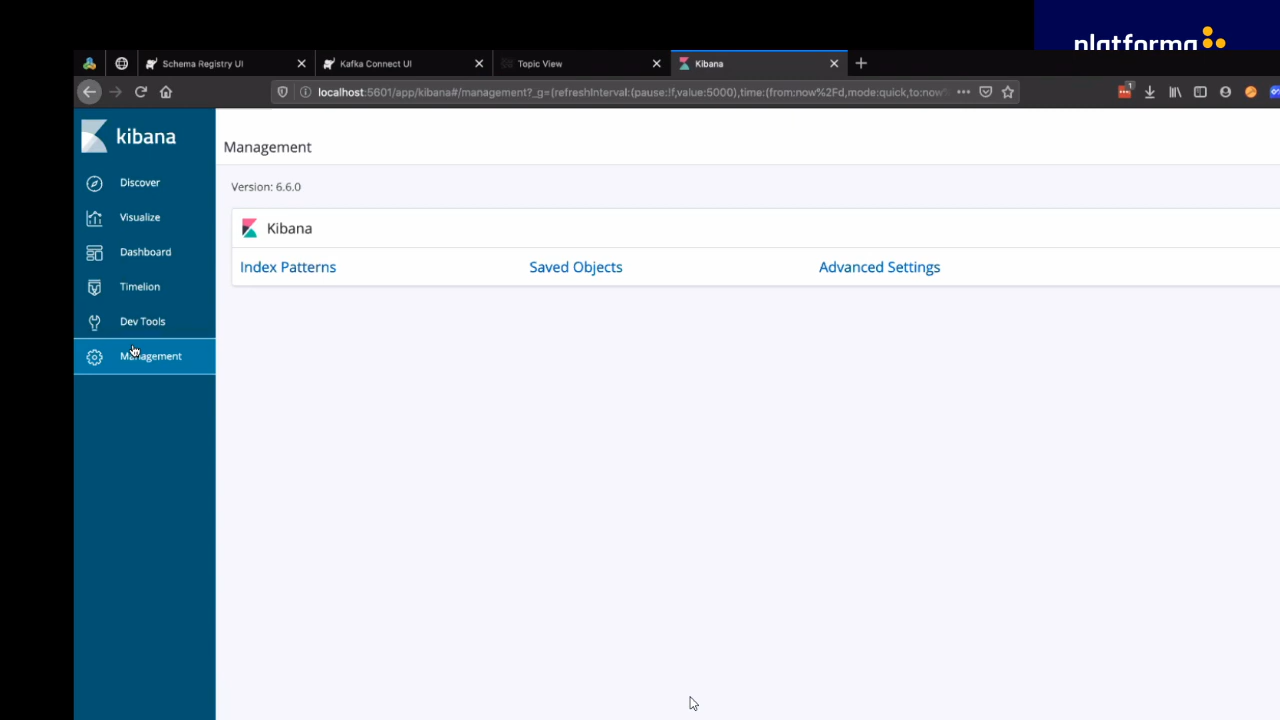 platforma
Schema Registry UI
Kafka Connect UI
Topic View
Kibana
localhost:5601/app/kibana#/management?_g=(refreshInterval:(pause:!f,value:5000),time:(from:now%2Fd,mode:quick,to:now%
kibana
Discover
Visualize
Dashboard
Timelion
Dev Tools
Management
Management
Version: 6.6.0
Kibana
Index Patterns
Saved Objects
Advanced Settings